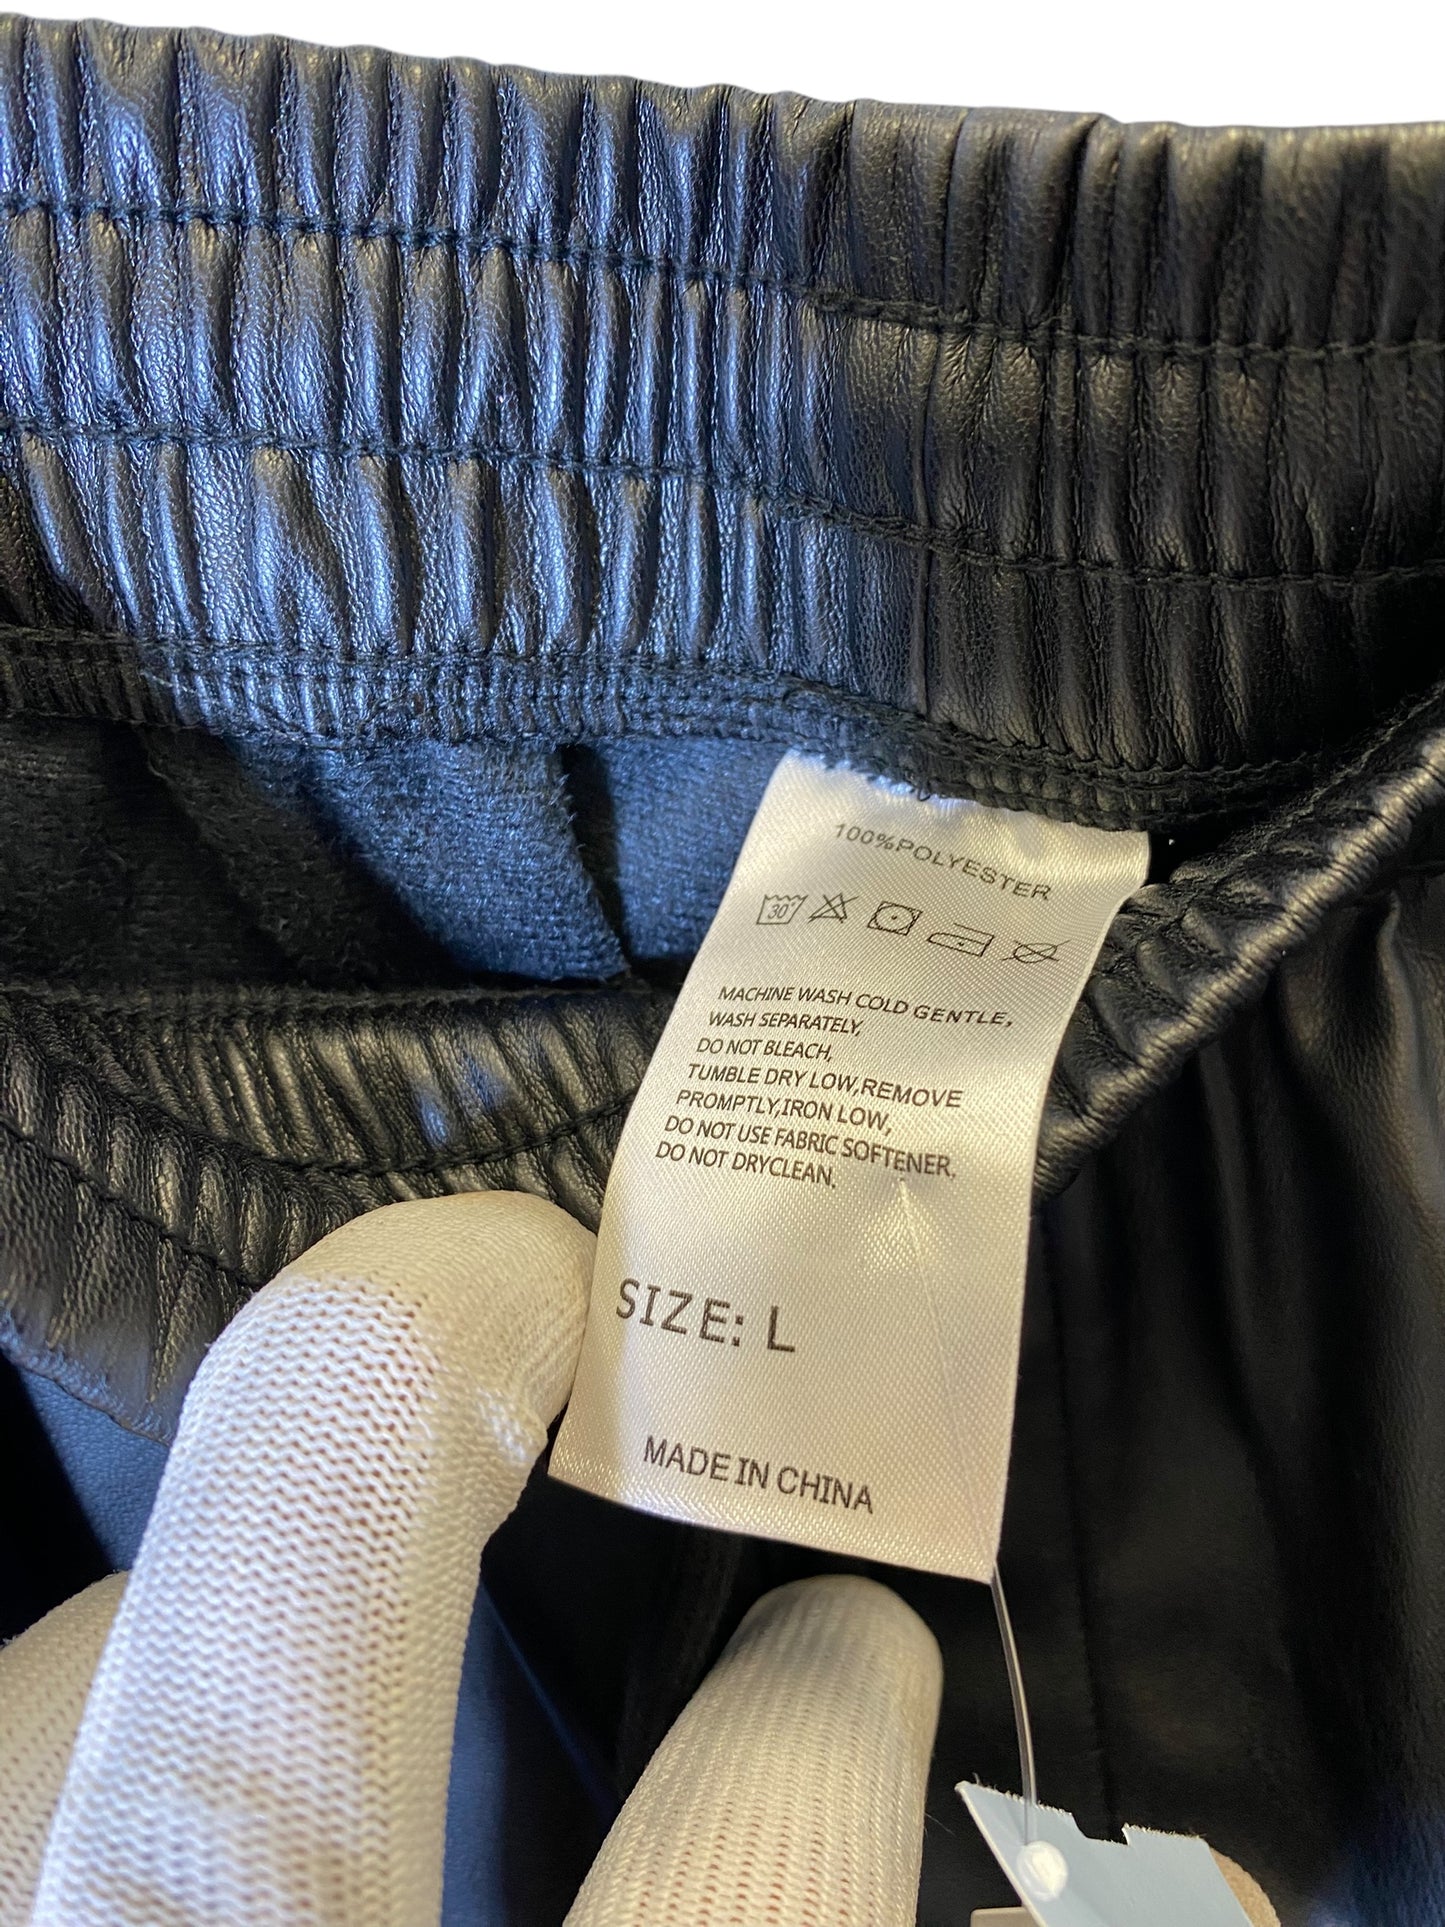 100%POLYESTER
30°
MACHINE WASH COLD GENTLE,
WASH SEPARATELY,
DO NOT BLEACH,
TUMBLE DRY LOW,REMOVE
PROMPTLY,IRON LOW,
DO NOT USE FABRIC SOFTENER,
DO NOT DRYCLEAN.
SIZE: L
MADE IN CHINA